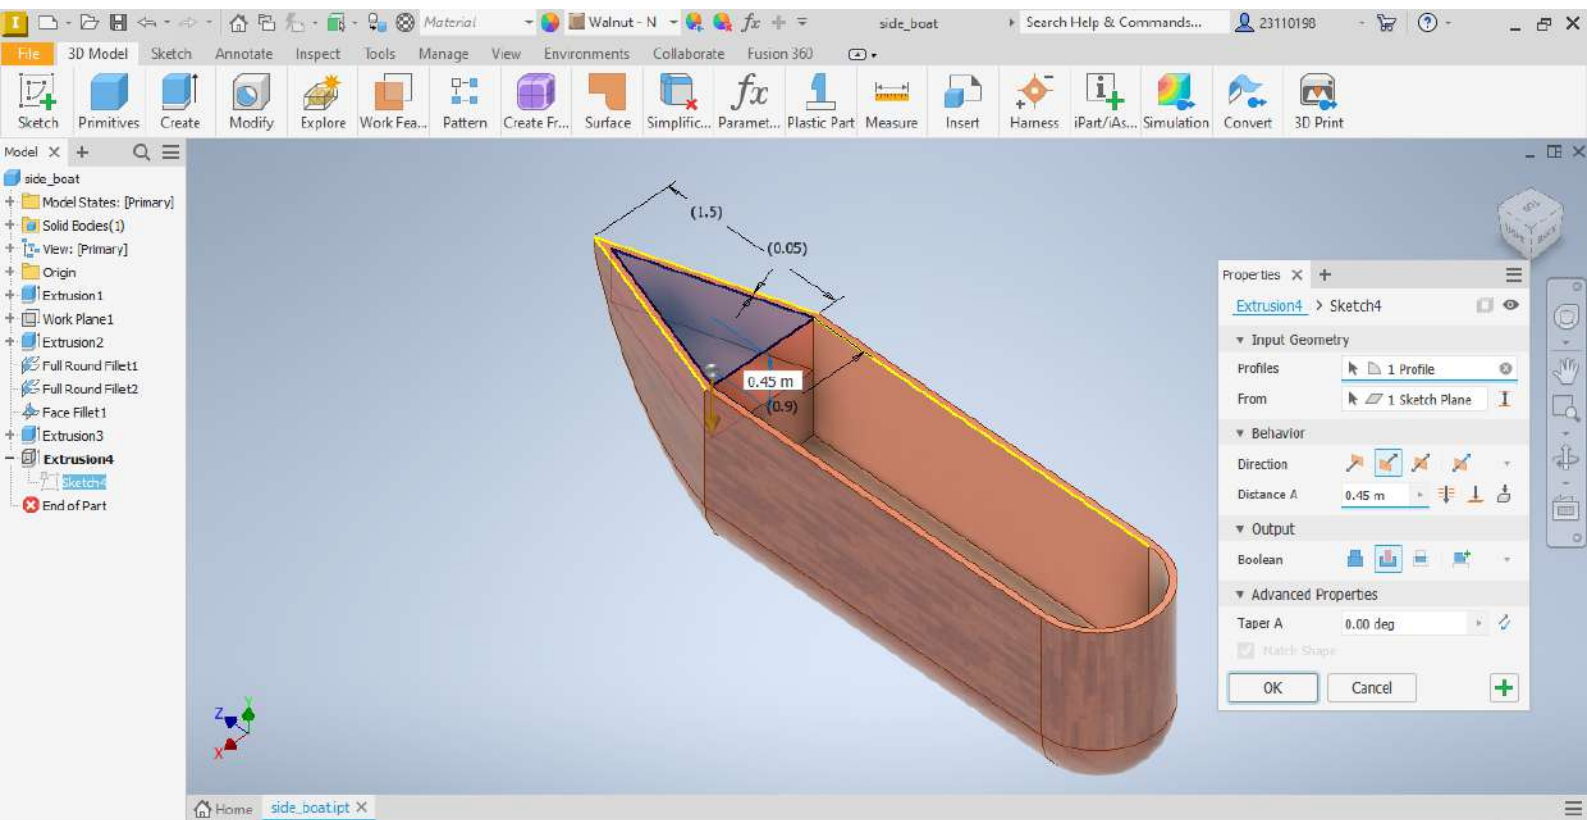 Material Walnut - N fx side_boat Search Help & Commands... 23110198
File 3D Model Sketch Annotate Inspect Tools Manage View Environments Collaborate Fusion 360
Sketch Primitives Create Modify Explore Work Fea... Pattern Create Fr... Surface Simplific... Paramet... Plastic Part Measure Insert Harness iPart/iAs... Simulation Convert 3D Print
Model
side_boat
Model States: [Primary]
Solid Bodies(1)
View: [Primary]
Origin
Extrusion1
Work Plane1
Extrusion2
Full Round Fillet1
Full Round Fillet2
Face Fillet1
Extrusion3
Extrusion4
Sketch4
End of Part
(1.5)
(0.05)
0.45 m
(0.9)
Z Y
X
Properties
Extrusion4 > Sketch4
Input Geometry
Profiles 1 Profile
From 1 Sketch Plane
Behavior
Direction
Distance A 0.45 m
Output
Boolean
Advanced Properties
Taper A 0.00 deg
Match Shape
OK Cancel
Home side_boat.ipt